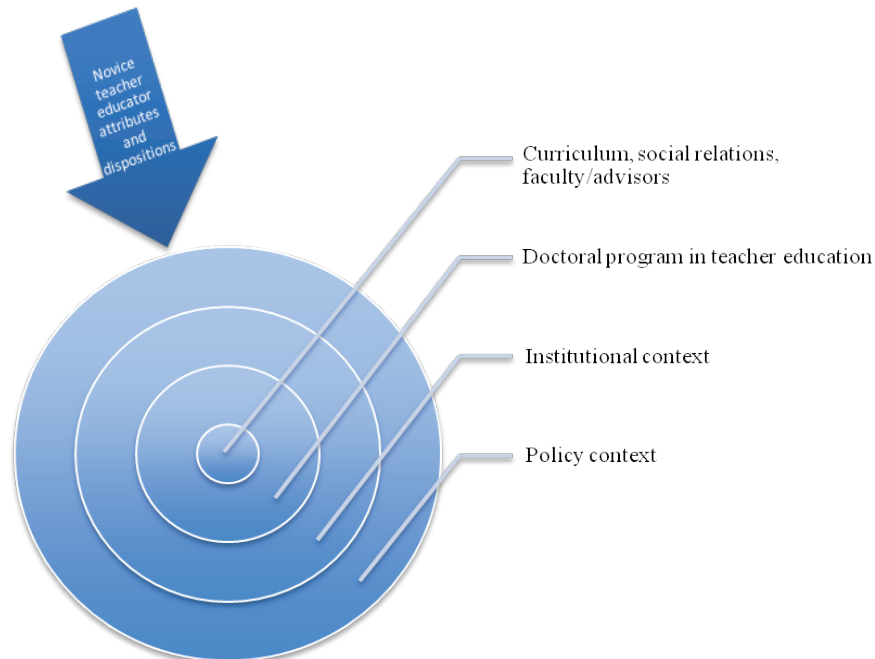 Novice
teacher
educator
attributes
and
dispositions
Curriculum, social relations,
faculty/advisors
Doctoral program in teacher education
Institutional context
Policy context